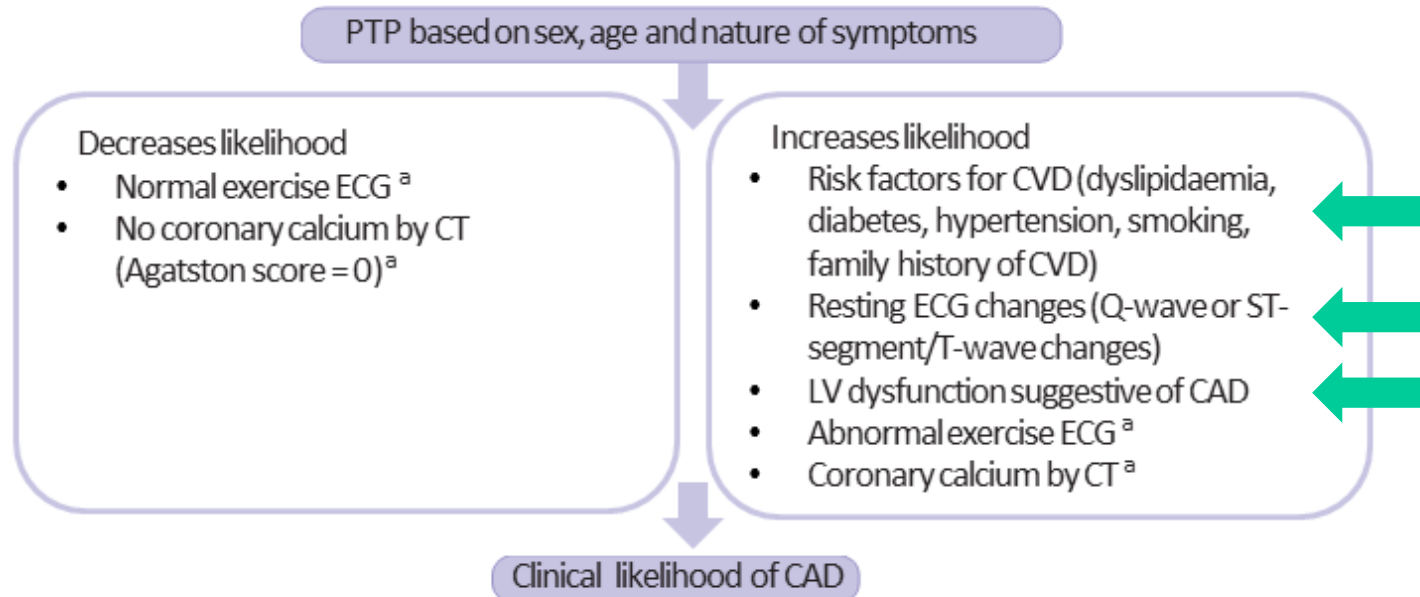 PTP based on sex, age and nature of symptoms
Decreases likelihood
• Normal exercise ECG ª
• No coronary calcium by CT
(Agatston score = 0)ª
Increases likelihood
• Risk factors for CVD (dyslipidaemia,
diabetes, hypertension, smoking,
family history of CVD)
• Resting ECG changes (Q-wave or ST-
segment/T-wave changes)
• LV dysfunction suggestive of CAD
• Abnormal exercise ECG ª
• Coronary calcium by CT ª
Clinical likelihood of CAD